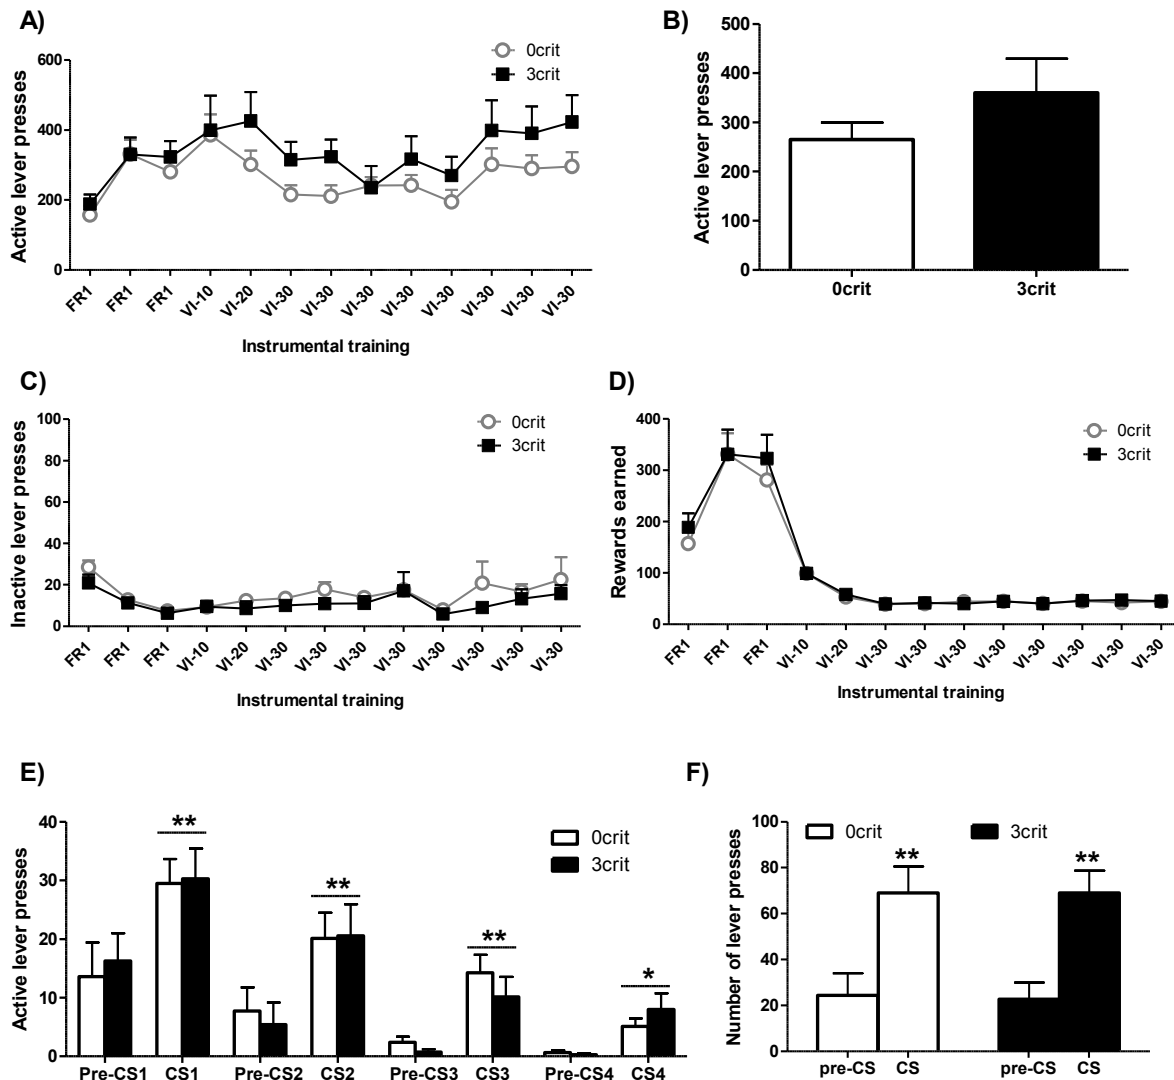 A)
Active lever presses
600
400
200
0
0crit
3crit
FR1 FR1 FR1 VI-10 VI-20 VI-30 VI-30 VI-30 VI-30 VI-30 VI-30 VI-30 VI-30
Instrumental training
B)
Active lever presses
500
400
300
200
100
0
0crit 3crit
C)
Inactive lever presses
100
80
60
40
20
0
0crit
3crit
FR1 FR1 FR1 VI-10 VI-20 VI-30 VI-30 VI-30 VI-30 VI-30 VI-30 VI-30 VI-30
Instrumental training
D)
Rewards earned
400
300
200
100
0
0crit
3crit
FR1 FR1 FR1 VI-10 VI-20 VI-30 VI-30 VI-30 VI-30 VI-30 VI-30 VI-30 VI-30
Instrumental training
E)
Active lever presses
40
30
20
10
0
** ** ** *
0crit
3crit
Pre-CS1 CS1 Pre-CS2 CS2 Pre-CS3 CS3 Pre-CS4 CS4
F)
Number of lever presses
100
80
60
40
20
0
0crit 3crit
** **
pre-CS CS pre-CS CS